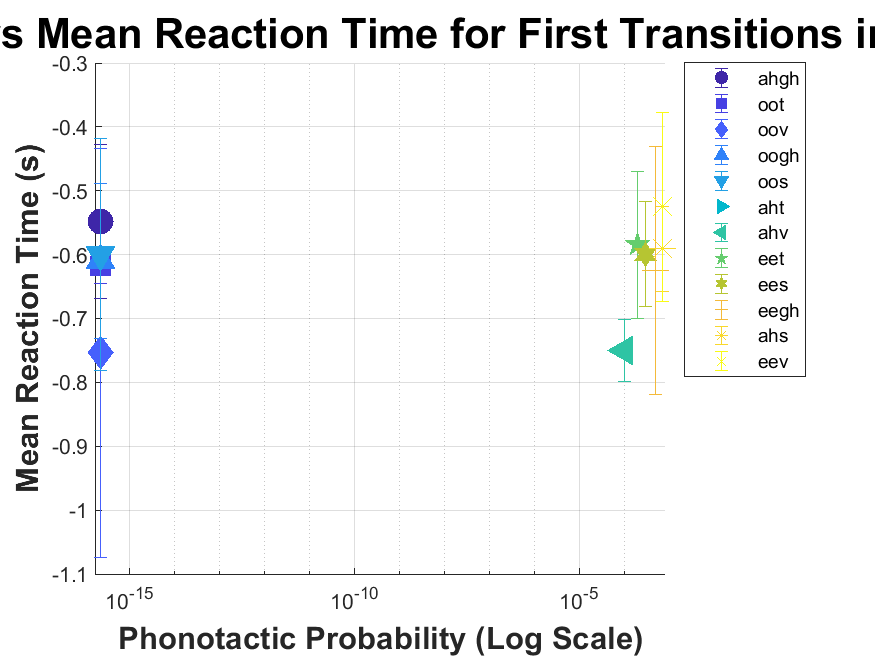 s Mean Reaction Time for First Transitions in
-0.3
-0.4
-0.5
-0.6
-0.7
-0.8
-0.9
-1
-1.1
Mean Reaction Time (s)
10^-15
10^-10
10^-5
Phonotactic Probability (Log Scale)
ahgh
oot
oov
oogh
oos
aht
ahv
eet
ees
eegh
ahs
eev